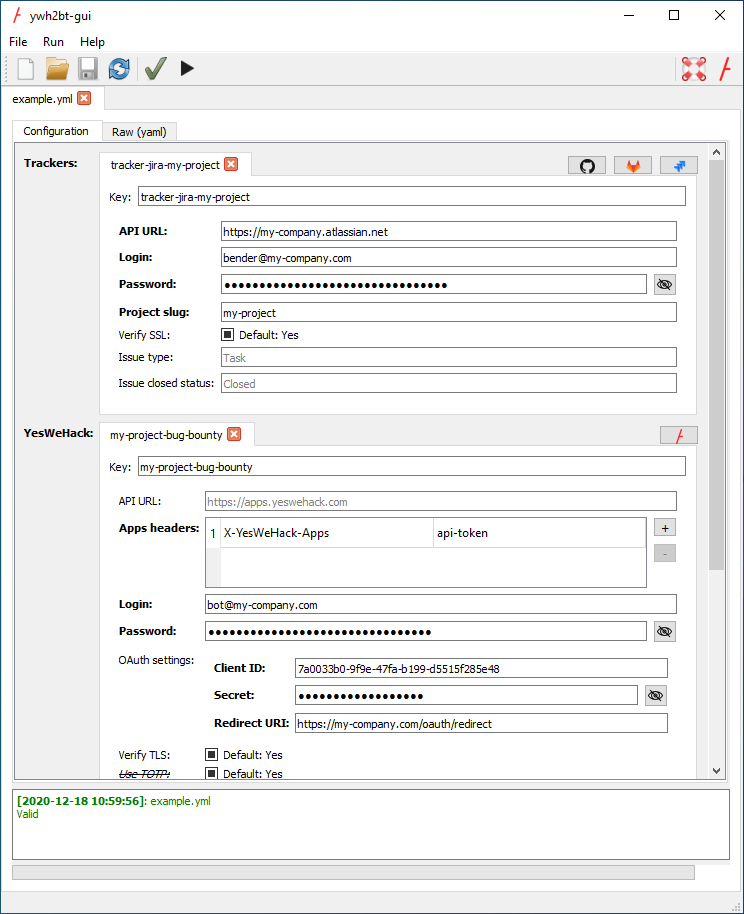 ywh2bt-gui
File Run Help
example.yml
Configuration Raw (yaml)
Trackers: tracker-jira-my-project
Key: tracker-jira-my-project
API URL: https://my-company.atlassian.net
Login: bender@my-company.com
Password: ●●●●●●●●●●●●●●●●●●●●●●●●●●●●●●●●
Project slug: my-project
Verify SSL: Default: Yes
Issue type: Task
Issue closed status: Closed
YesWeHack: my-project-bug-bounty
Key: my-project-bug-bounty
API URL: https://apps.yeswehack.com
Apps headers: 1 X-YesWeHack-Apps api-token +
-
Login: bot@my-company.com
Password: ●●●●●●●●●●●●●●●●●●●●●●●●●●●●●●●●
OAuth settings: Client ID: 7a0033b0-9f9e-47fa-b199-d5515f285e48
Secret: ●●●●●●●●●●●●●●●●●●
Redirect URI: https://my-company.com/oauth/redirect
Verify TLS: Default: Yes
Use TOTP: Default: Yes
[2020-12-18 10:59:56]: example.yml
Valid